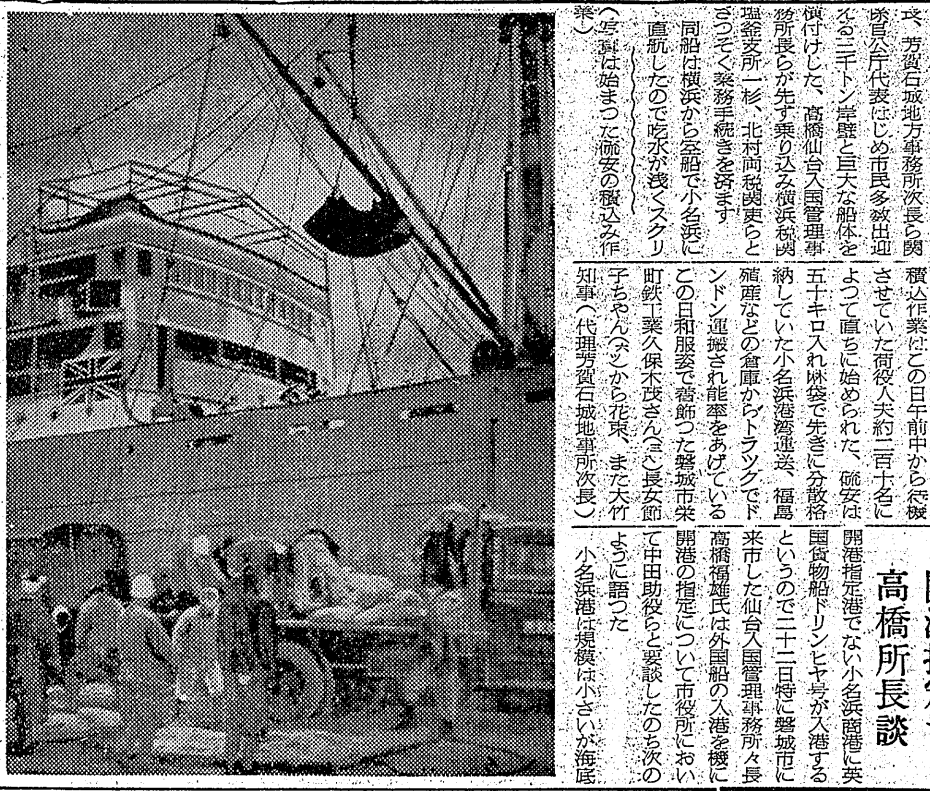 長、芳賀石城地方事務所次長ら関
係官公庁代表はじめ市民多数出迎
える三千トン岸壁と巨大な船体を
横付けした、高橋仙台入国管理事
務所長らが先ず乗り込み横浜税関
塩釜支所一杉、北村両税関吏らと
さつそく業務手続きを済ます
同船は横浜から空船で小名浜に
直航したので吃水が浅くスクリ
（写真は始まつた硫安の積込み作
業）
積込作業はこの日午前中から待機
させていた荷役人夫約二百十名に
よつて直ちに始められた、硫安は
五十キロ入れ麻袋で先きに分散格
納していた小名浜港湾運送、福島
殖産などの倉庫からトラツクでド
ンドン運搬され能率をあげている
この日和服姿で着飾つた磐城市栄
町鉄工業久保木茂さん長女節
子ちやんから花束、また大竹
知事（代理芳賀石城地事所次長）
高橋所長談
開港指定港でない小名浜商港に英
国貨物船ドリンヒヤ号が入港する
というので二十二日特に磐城市に
来市した仙台入国管理事務所々長
高橋福雄氏は外国船の入港を機に
開港の指定について市役所におい
て中田助役らと要談したのち次の
ように語つた
小名浜港は規模は小さいが海底